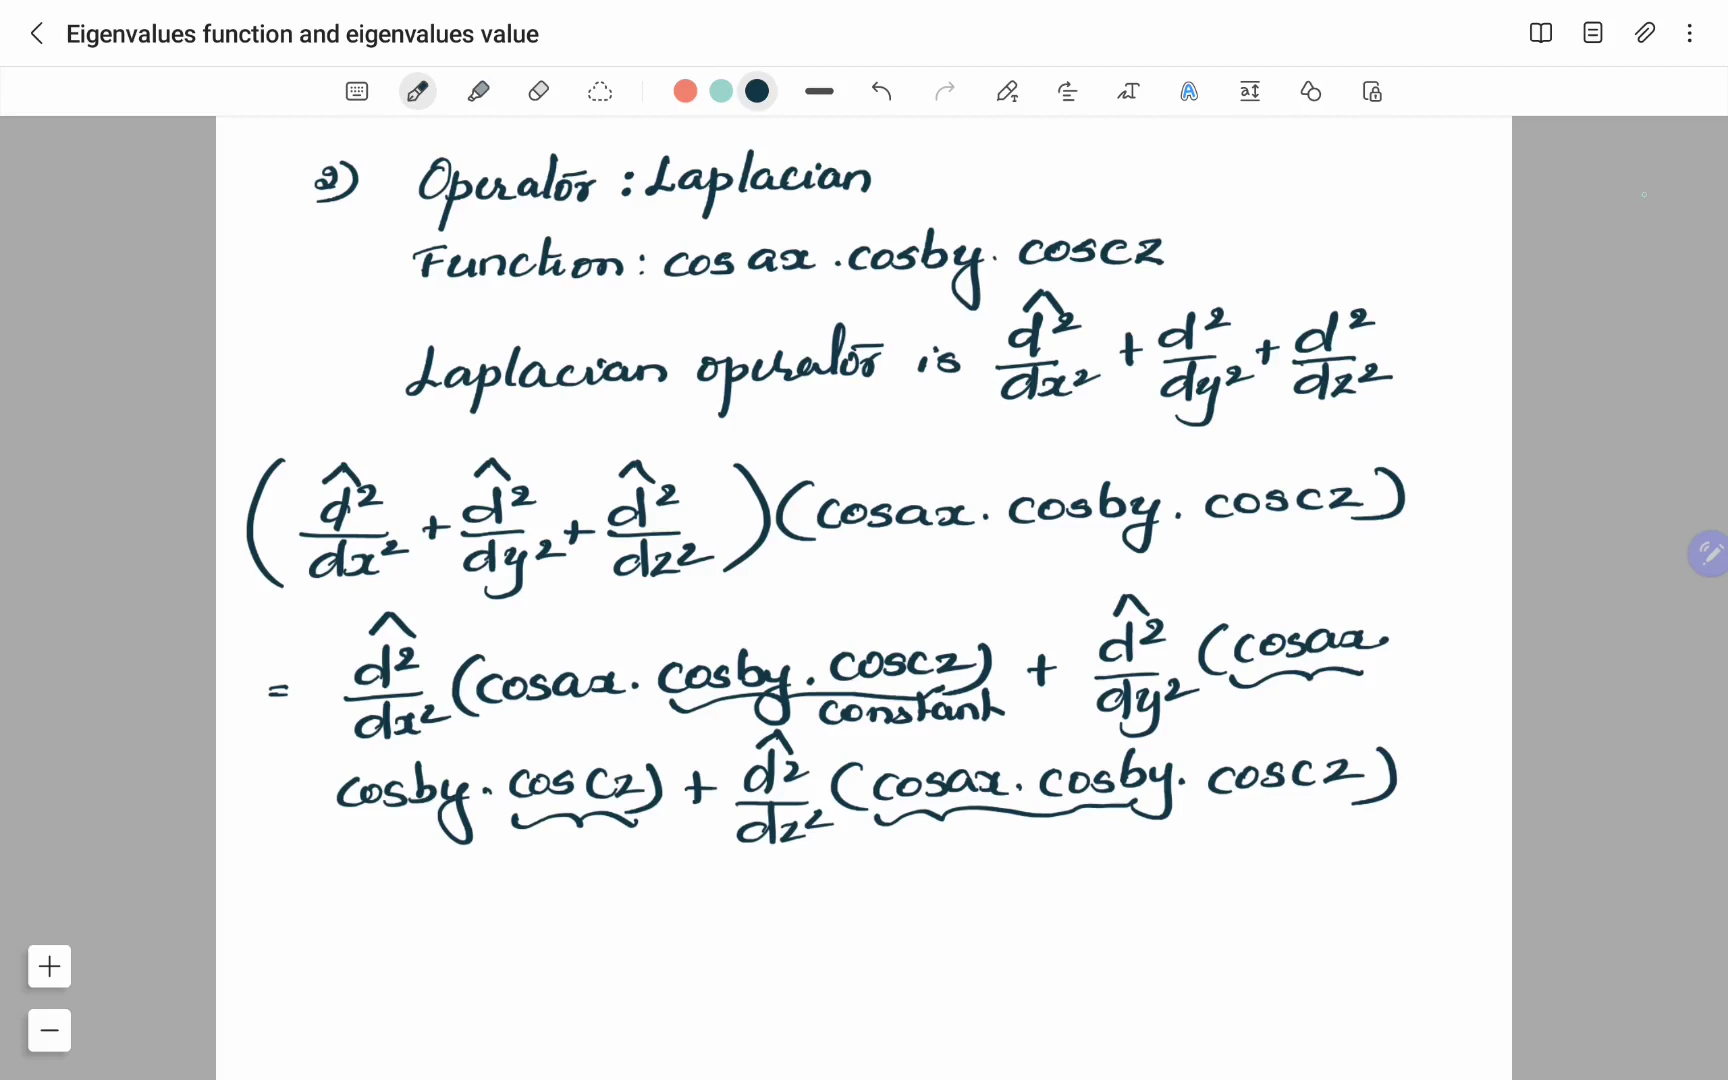 Eigenvalues function and eigenvalues value
2) Operator : Laplacian
Function : cos ax . cosby . coscz
Laplacian operator is d̂²/dx² + d²/dy² + d²/dz²
(d̂²/dx² + d̂²/dy² + d̂²/dz²)(cosax . cosby . coscz)
= d̂²/dx² (cosax . cosby . coscz) + d̂²/dy² (cosax .
constant
cosby . cos cz) + d̂²/dz² (cosax . cosby . coscz)